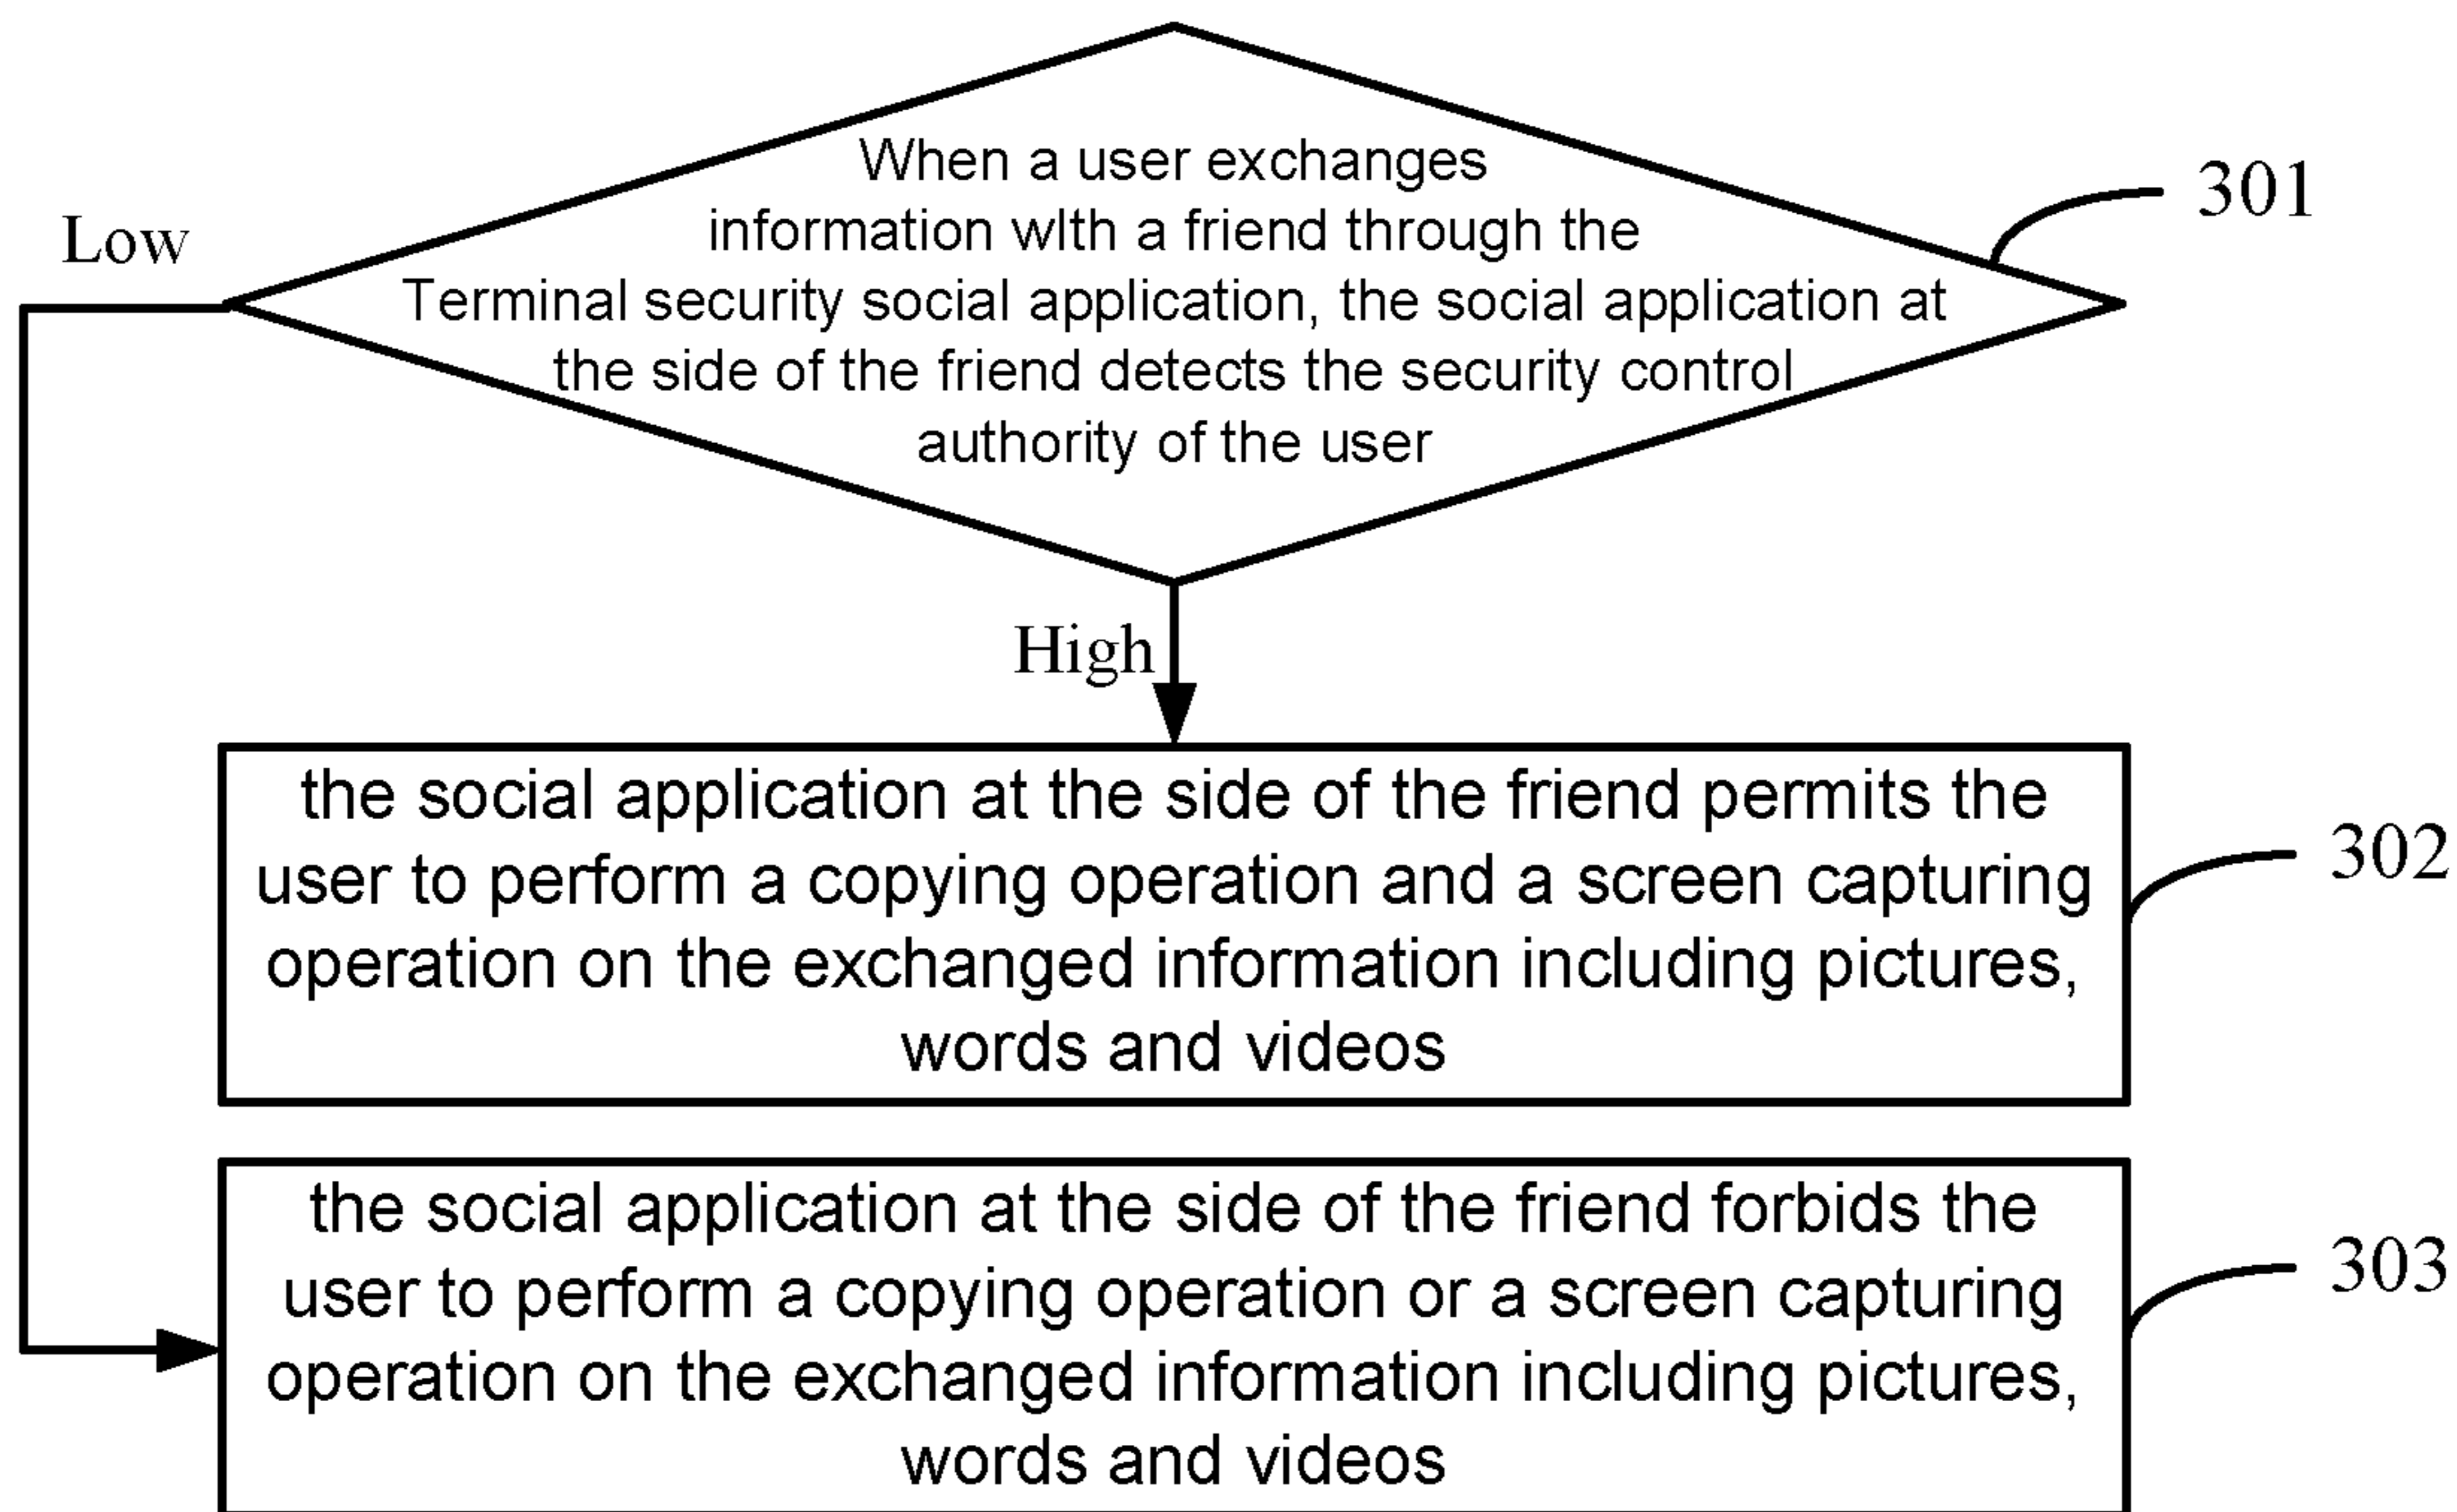 When a user exchanges
information with a friend through the
Low
301
Terminal security social application, the social application at
the side of the friend detects the security control
authority of the user
High
the social application at the side of the friend permits the
user to perform a copying operation and a screen capturing
operation on the exchanged information including pictures,
words and videos
302
the social application at the side of the friend forbids the
user to perform a copying operation or a screen capturing
operation on the exchanged information including pictures,
words and videos
303